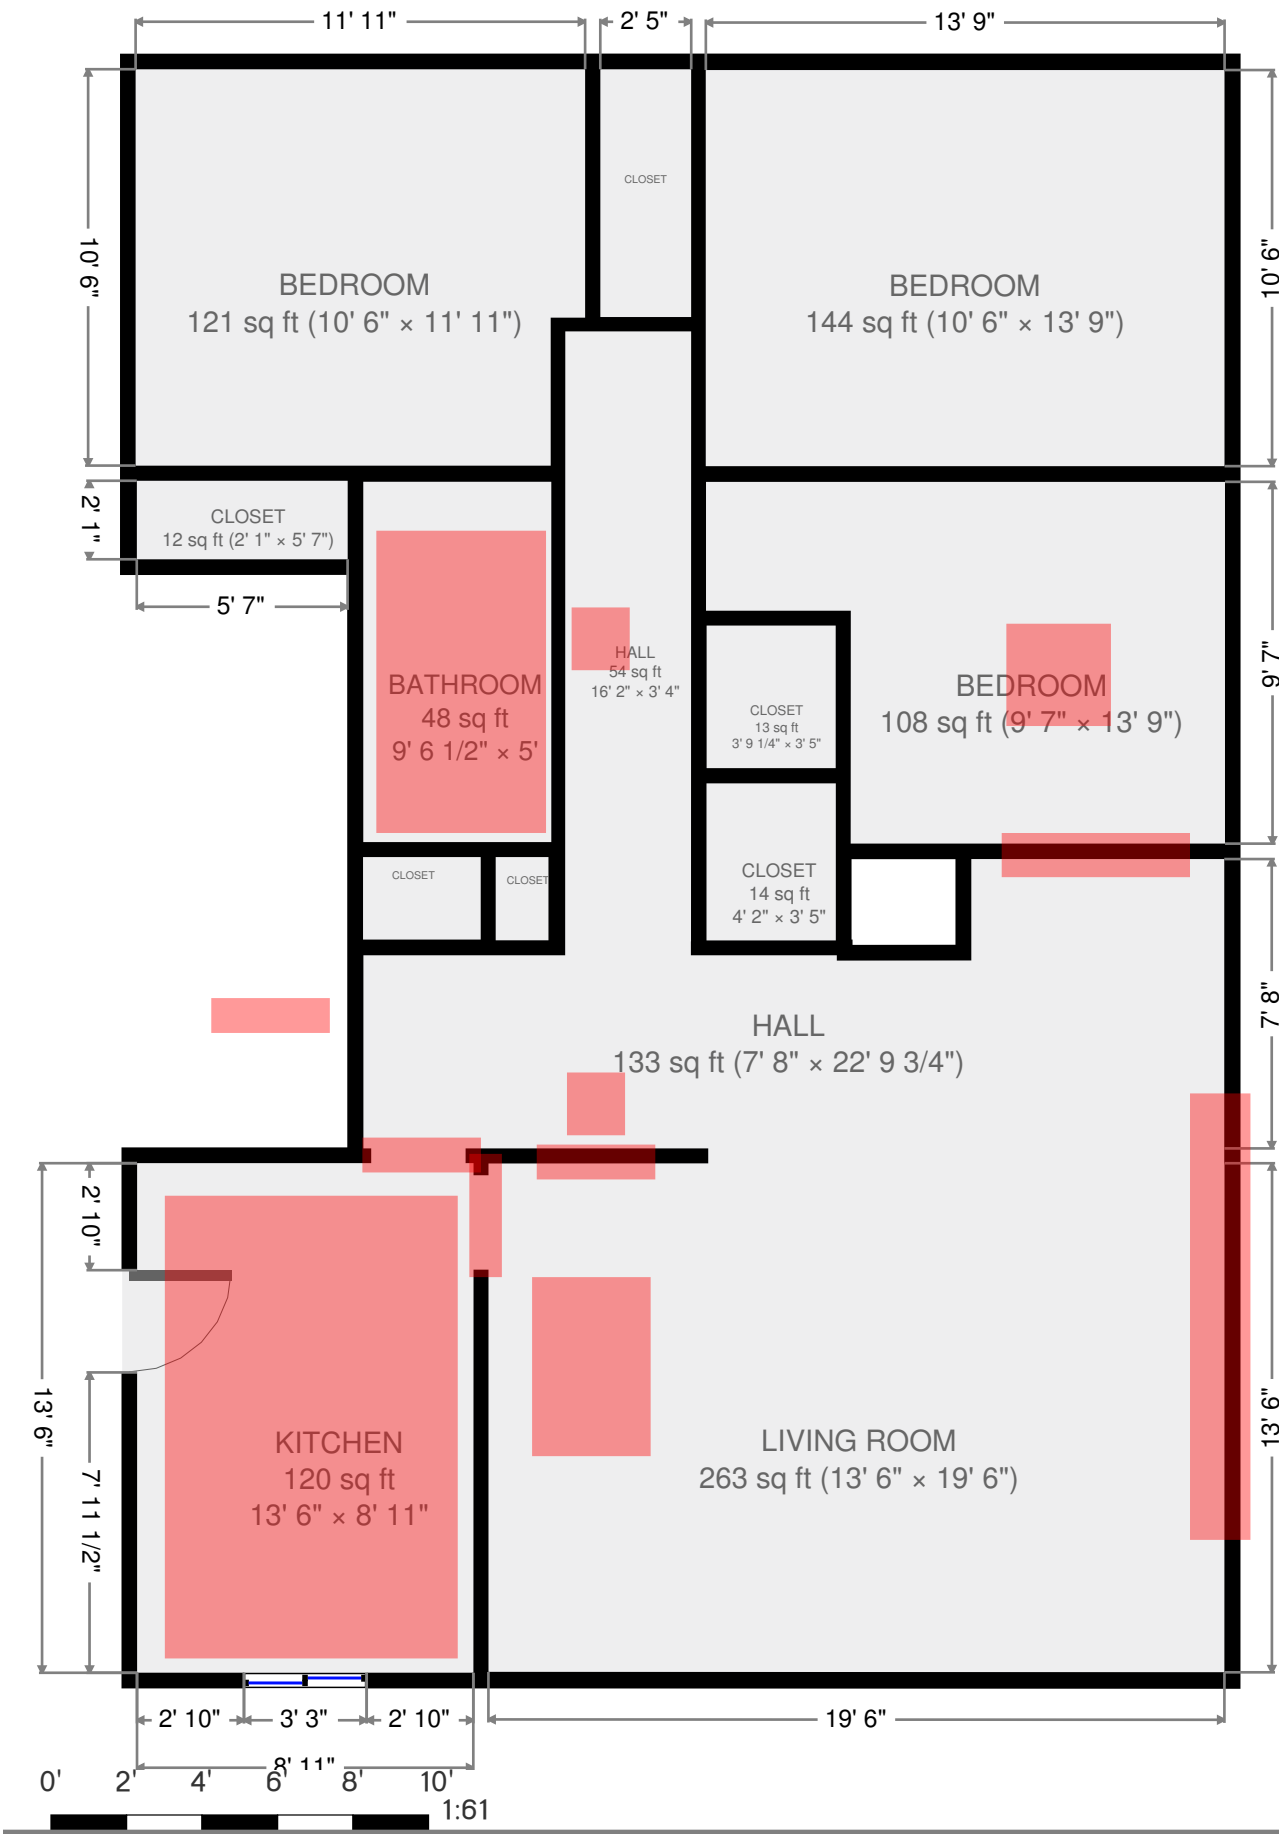 11' 11"
2' 5"
13' 9"
10' 6"
10' 6"
CLOSET
BEDROOM
121 sq ft (10' 6" × 11' 11")
BEDROOM
144 sq ft (10' 6" × 13' 9")
2' 1"
CLOSET
12 sq ft (2' 1" × 5' 7")
5' 7"
BATHROOM
48 sq ft
9' 6 1/2" × 5'
HALL
54 sq ft
16' 2" × 3' 4"
CLOSET
13 sq ft
3' 9 1/4" × 3' 5"
BEDROOM
108 sq ft (9' 7" × 13' 9")
9' 7"
CLOSET
CLOSET
CLOSET
14 sq ft
4' 2" × 3' 5"
7' 8"
HALL
133 sq ft (7' 8" × 22' 9 3/4")
2' 10"
13' 6"
7' 11 1/2"
KITCHEN
120 sq ft
13' 6" × 8' 11"
LIVING ROOM
263 sq ft (13' 6" × 19' 6")
13' 6"
2' 10"
3' 3"
2' 10"
19' 6"
8' 11"
0' 2' 4' 6' 8' 10'
1:61